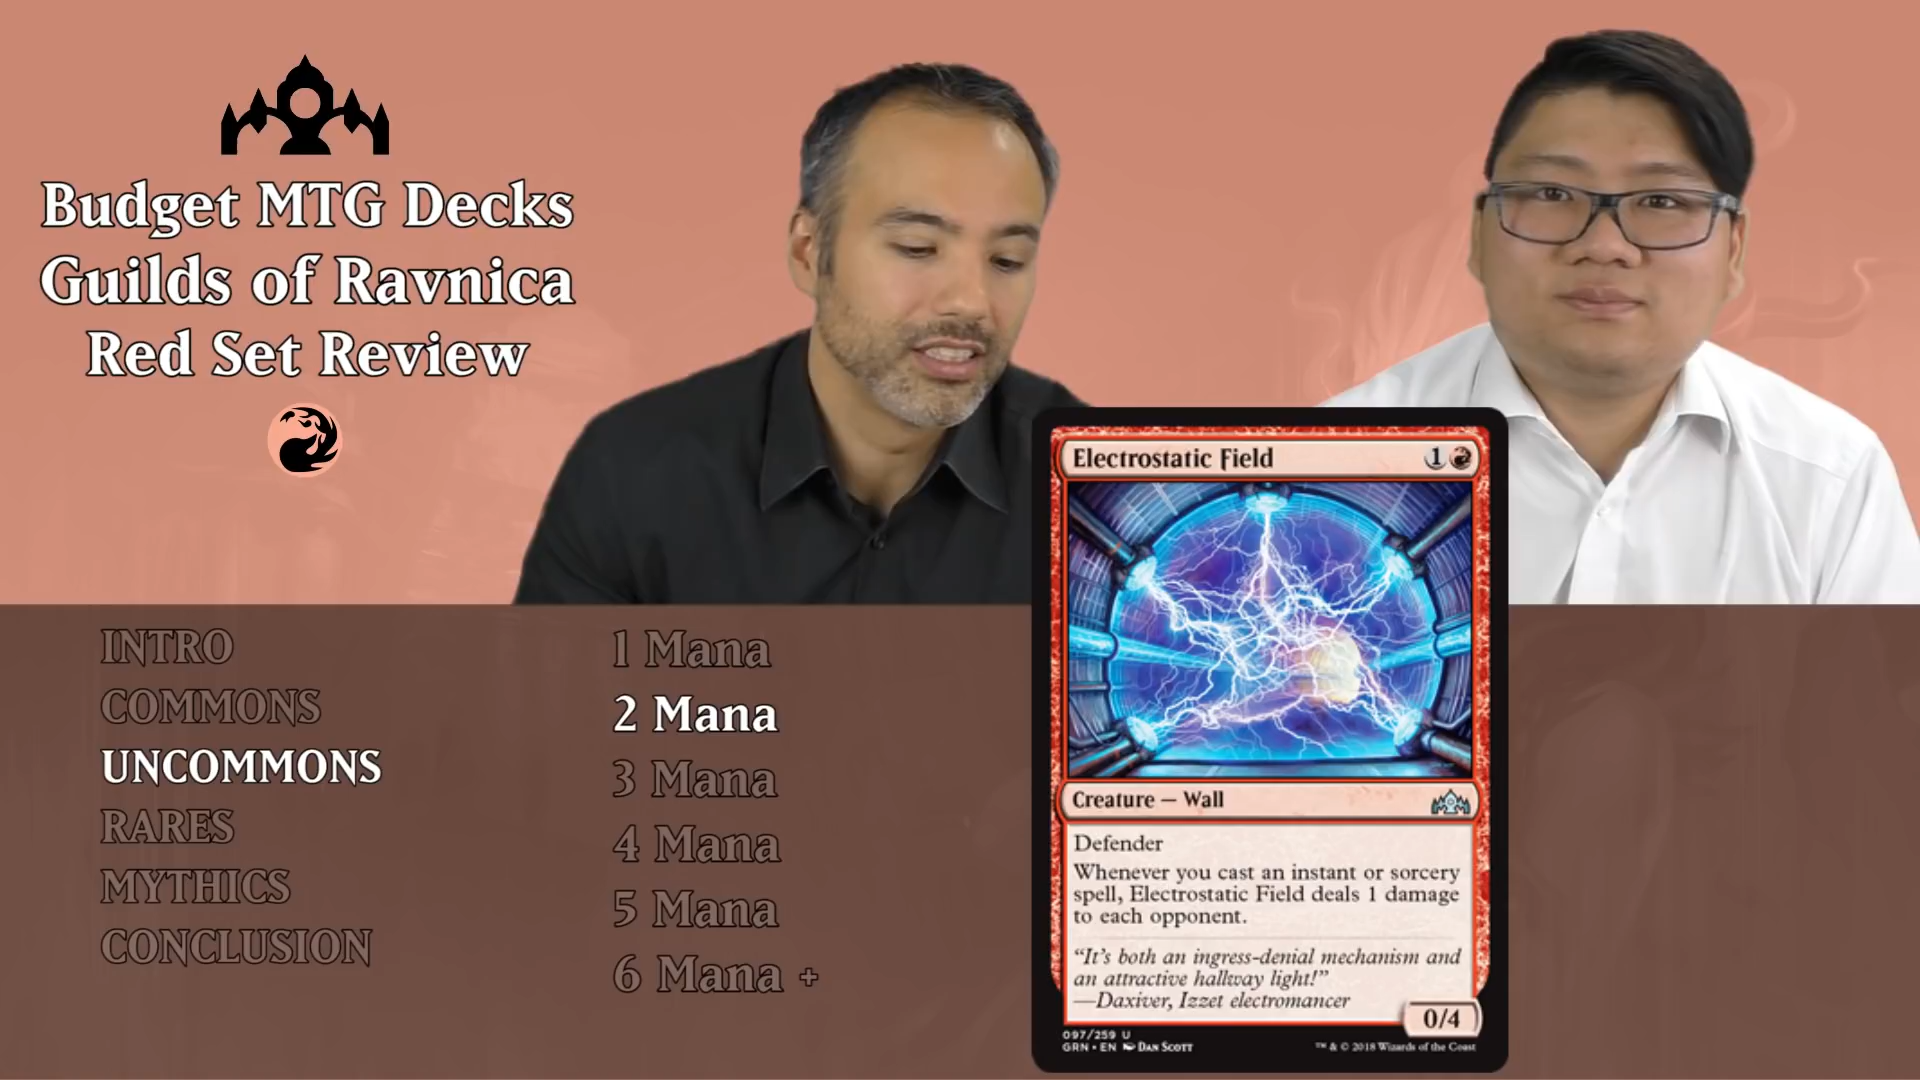 Budget MTG Decks
Guilds of Ravnica
Red Set Review
INTRO
COMMONS
UNCOMMONS
RARES
MYTHICS
CONCLUSION
1 Mana
2 Mana
3 Mana
4 Mana
5 Mana
6 Mana +
Electrostatic Field 1
Creature — Wall
Defender
Whenever you cast an instant or sorcery
spell, Electrostatic Field deals 1 damage
to each opponent.
“It’s both an ingress-denial mechanism and
an attractive hallway light!”
—Daxiver, Izzet electromancer
0/4
097/259 U
GRN • EN Dan Scott
™ & © 2018 Wizards of the Coast